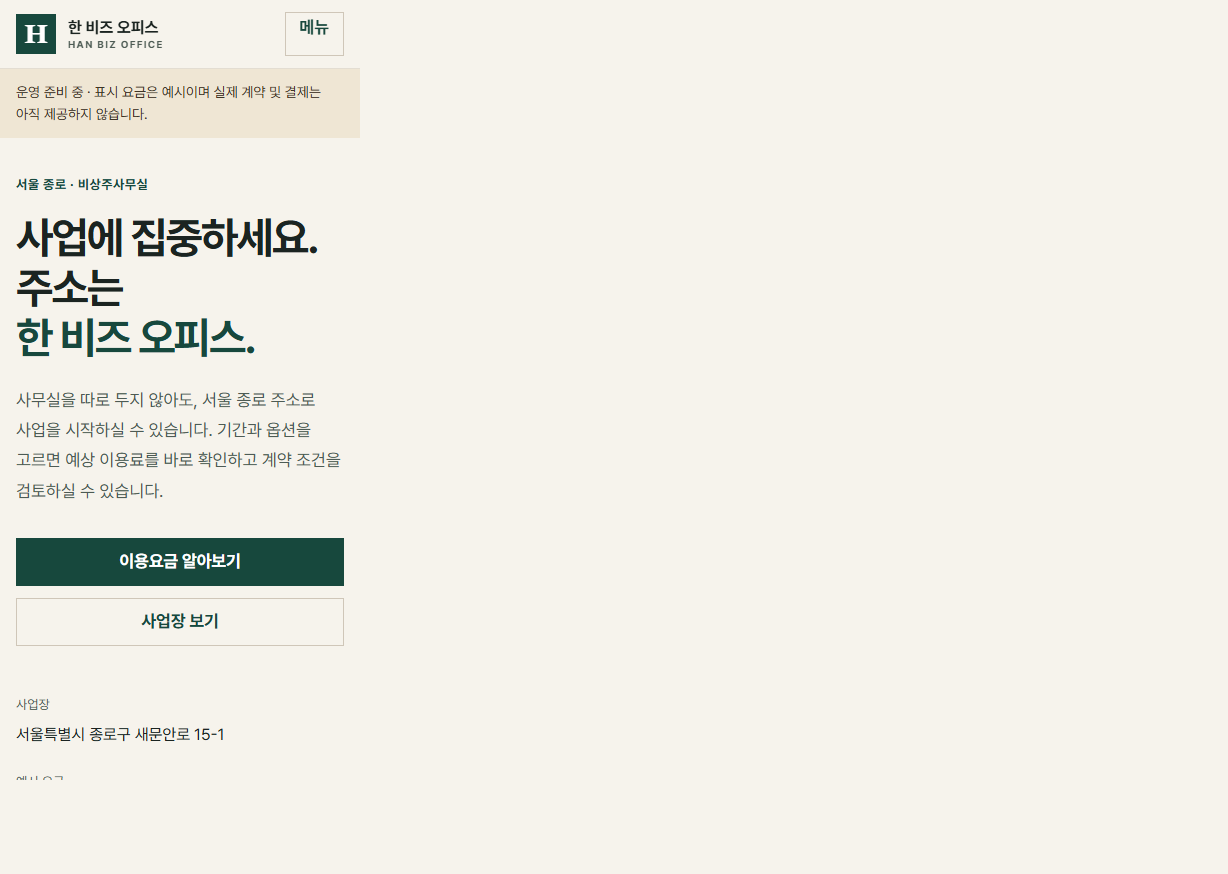 H
한 비즈 오피스
HAN BIZ OFFICE
메뉴
운영 준비 중 · 표시 요금은 예시이며 실제 계약 및 결제는
아직 제공하지 않습니다.
서울 종로 · 비상주사무실
사업에 집중하세요.
주소는
한 비즈 오피스.
사무실을 따로 두지 않아도, 서울 종로 주소로
사업을 시작하실 수 있습니다. 기간과 옵션을
고르면 예상 이용료를 바로 확인하고 계약 조건을
검토하실 수 있습니다.
이용요금 알아보기
사업장 보기
사업장
서울특별시 종로구 새문안로 15-1